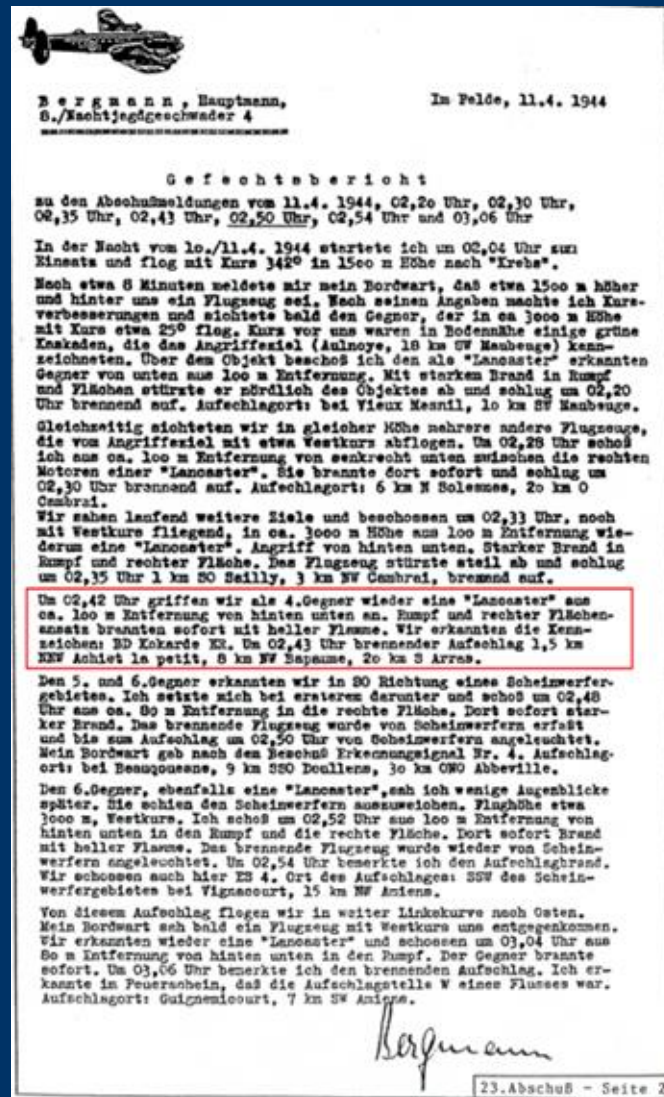 Bergmann, Hauptmann,
8./Nachtjagdgeschwader 4
Im Felde, 11.4. 1944
Gefechtsbericht
zu den Abschußmeldungen vom 11.4. 1944, 02,20 Uhr, 02,30 Uhr,
02,35 Uhr, 02,43 Uhr, 02,50 Uhr, 02,54 Uhr und 03,06 Uhr
In der Nacht vom 10./11.4. 1944 startete ich um 02,04 Uhr zum
Einsatz und flog mit Kurs 342° in 1500 m Höhe nach "Krebs".
Nach etwa 8 Minuten meldete mir mein Bordwart, daß etwa 1500 m höher
und hinter uns ein Flugzeug sei. Nach seinen Angaben machte ich Kurs-
verbesserungen und sichtete bald den Gegner, der in ca 3000 m Höhe
mit Kurs etwa 25° flog. Kurz vor uns waren in Bodennähe einige grüne
Kaskaden, die das Angriffsziel (Aulnoye, 18 km SW Maubeuge) kenn-
zeichneten. Über dem Objekt beschoß ich den als "Lancaster" erkannten
Gegner von unten aus 100 m Entfernung. Mit starkem Brand in Rumpf
und Flächen stürzte er nördlich des Objektes ab und schlug um 02,20
Uhr brennend auf. Aufschlagort: bei Vieux Mesnil, 10 km SW Maubeuge.
Gleichzeitig sichteten wir in gleicher Höhe mehrere andere Flugzeuge,
die vom Angriffsziel mit etwa Westkurs abflogen. Um 02,28 Uhr schoß
ich aus ca. 100 m Entfernung von senkrecht unten zwischen die rechten
Motoren einer "Lancaster". Sie brannte dort sofort und schlug um
02,30 Uhr brennend auf. Aufschlagort: 6 km N Solesmes, 20 km O
Cambrai.
Wir sahen laufend weitere Ziele und beschossen um 02,33 Uhr, noch
mit Westkurs fliegend, in ca. 3000 m Höhe aus 100 m Entfernung wie-
derum eine "Lancaster". Angriff von hinten unten. Starker Brand in
Rumpf und rechter Fläche. Das Flugzeug stürzte steil ab und schlug
um 02,35 Uhr 1 km SO Sailly, 3 km NW Cambrai, brennend auf.
Um 02,42 Uhr griffen wir als 4.Gegner wieder eine "Lancaster" aus
ca. 100 m Entfernung von hinten unten an. Rumpf und rechter Flächen-
ansatz brannten sofort mit heller Flamme. Wir erkannten die Kenn-
zeichen: BD Kokarde KR. Um 02,43 Uhr brennender Aufschlag 1,5 km
NNW Achiet la petit, 8 km NW Bapaume, 20 km S Arras.
Den 5. und 6.Gegner erkannten wir in SO Richtung eines Scheinwerfer-
gebietes. Ich setzte mich bei ersterem darunter und schoß um 02,48
Uhr aus ca. 80 m Entfernung in die rechte Fläche. Dort sofort star-
ker Brand. Das brennende Flugzeug wurde von Scheinwerfern erfaßt
und bis zum Aufschlag um 02,50 Uhr von Scheinwerfern angeleuchtet.
Mein Bordwart gab nach dem Beschuß Erkennungssignal Nr. 4. Aufschlag-
ort: bei Beauquesne, 9 km SSO Doullens, 30 km ONO Abbeville.
Den 6.Gegner, ebenfalls eine "Lancaster",sah ich wenige Augenblicke
später. Sie schien den Scheinwerfern auszuweichen. Flughöhe etwa
3000 m, Westkurs. Ich schoß um 02,52 Uhr aus 100 m Entfernung von
hinten unten in den Rumpf und die rechte Fläche. Dort sofort Brand
mit heller Flamme. Das brennende Flugzeug wurde wieder von Schein-
werfern angeleuchtet. Um 02,54 Uhr bemerkte ich den Aufschlagbrand.
Wir schossen auch hier ES 4. Ort des Aufschlages: SSW des Schein-
werfergebietes bei Vignacourt, 15 km NW Amiens.
Von diesem Aufschlag flogen wir in weiter Linkskurve nach Osten.
Mein Bordwart sah bald ein Flugzeug mit Westkurs uns entgegenkommen.
Wir erkannten wieder eine "Lancaster" und schossen um 03,04 Uhr aus
80 m Entfernung von hinten unten in den Rumpf. Der Gegner brannte
sofort. Um 03,06 Uhr bemerkte ich den brennenden Aufschlag. Ich er-
kannte in Feuerschein, daß die Aufschlagstelle W eines Flusses war.
Aufschlagort: Guignemicourt, 7 km SW Amiens.
Bergmann
23.Abschuß - Seite 2